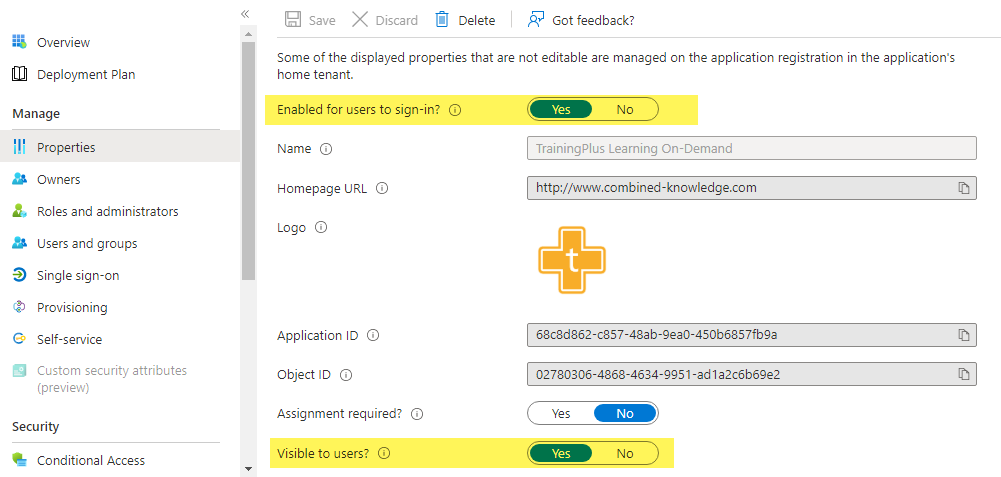 «
Save Discard Delete Got feedback?
Overview
Deployment Plan
Manage
Properties
Owners
Roles and administrators
Users and groups
Single sign-on
Provisioning
Self-service
Custom security attributes
(preview)
Security
Conditional Access
Some of the displayed properties that are not editable are managed on the application registration in the application's
home tenant.
Enabled for users to sign-in? Yes No
Name TrainingPlus Learning On-Demand
Homepage URL http://www.combined-knowledge.com
Logo
t
Application ID 68c8d862-c857-48ab-9ea0-450b6857fb9a
Object ID 02780306-4868-4634-9951-ad1a2c6b69e2
Assignment required? Yes No
Visible to users? Yes No